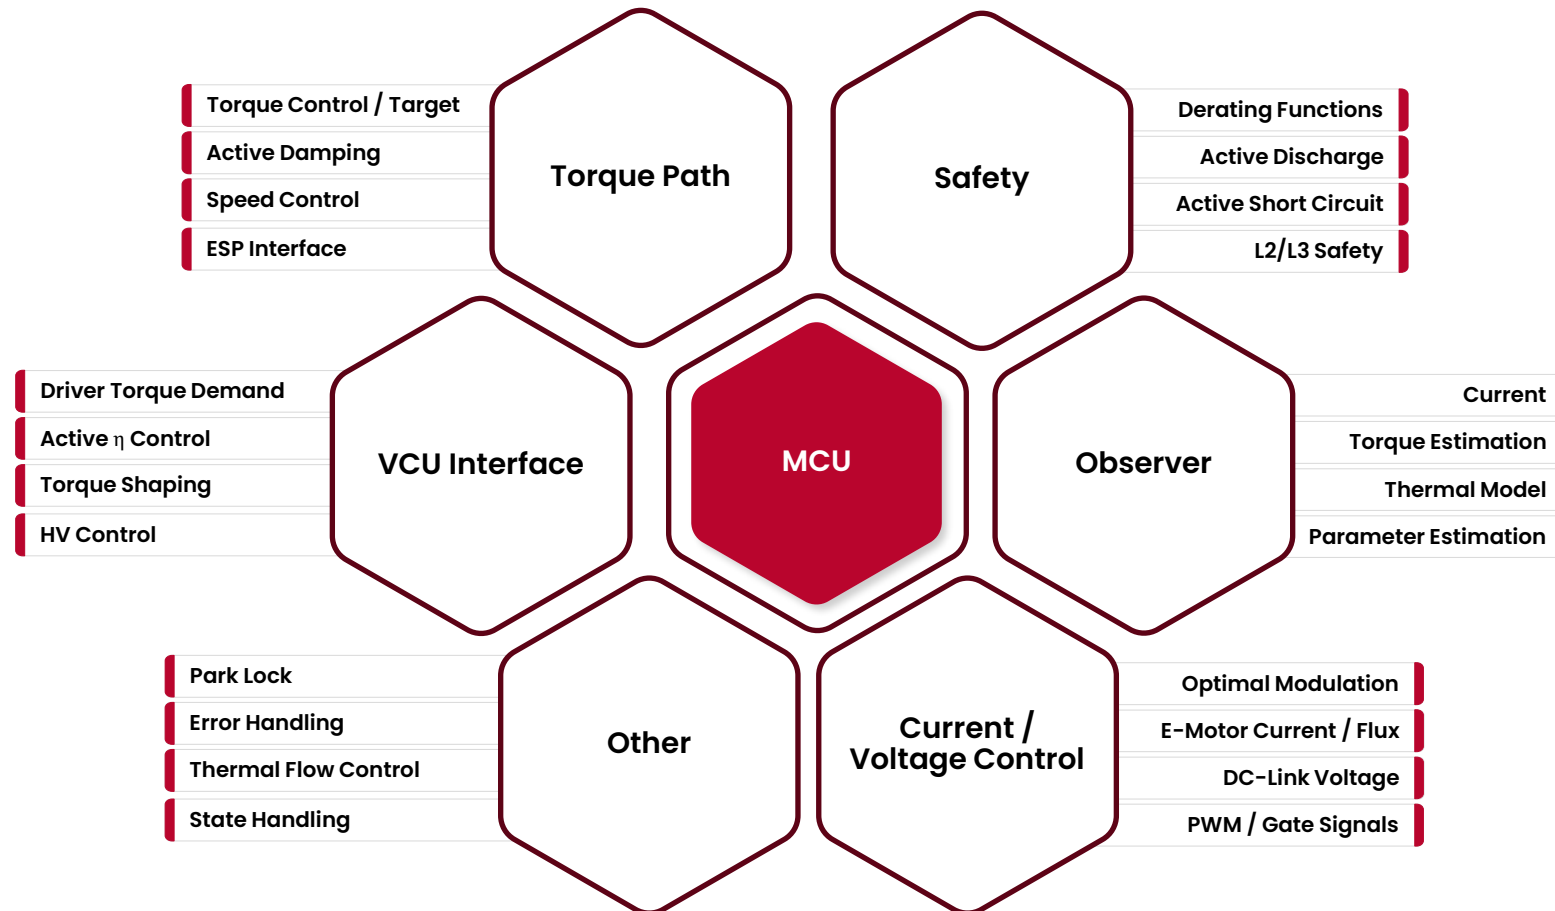 Torque Control / Target
Active Damping
Speed Control
ESP Interface
Torque Path
Safety
Derating Functions
Active Discharge
Active Short Circuit
L2/L3 Safety
Driver Torque Demand
Active η Control
Torque Shaping
HV Control
VCU Interface
MCU
Observer
Current
Torque Estimation
Thermal Model
Parameter Estimation
Park Lock
Error Handling
Thermal Flow Control
State Handling
Other
Current /
Voltage Control
Optimal Modulation
E-Motor Current / Flux
DC-Link Voltage
PWM / Gate Signals